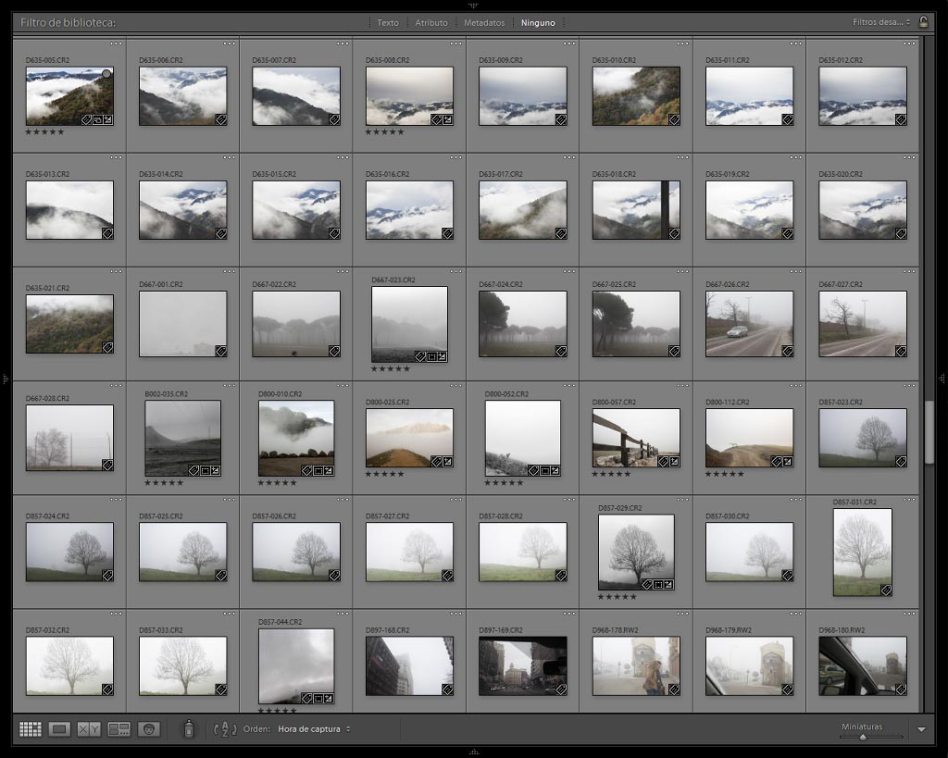 Filtro de biblioteca: Texto Atributo Metadatos Ninguno Filtros desa...
D635-005.CR2 D635-006.CR2 D635-007.CR2 D635-008.CR2 D635-009.CR2 D635-010.CR2 D635-011.CR2 D635-012.CR2
D635-013.CR2 D635-014.CR2 D635-015.CR2 D635-016.CR2 D635-017.CR2 D635-018.CR2 D635-019.CR2 D635-020.CR2
D635-021.CR2 D667-001.CR2 D667-022.CR2 D667-023.CR2 D667-024.CR2 D667-025.CR2 D667-026.CR2 D667-027.CR2
D667-028.CR2 B002-035.CR2 D800-010.CR2 D800-025.CR2 D800-052.CR2 D800-057.CR2 D800-112.CR2 D857-023.CR2
D857-024.CR2 D857-025.CR2 D857-026.CR2 D857-027.CR2 D857-028.CR2 D857-029.CR2 D857-030.CR2 D857-031.CR2
D857-032.CR2 D857-033.CR2 D857-044.CR2 D897-168.CR2 D897-169.CR2 D968-178.RW2 D968-179.RW2 D968-180.RW2
XY AZ Orden: Hora de captura Miniaturas